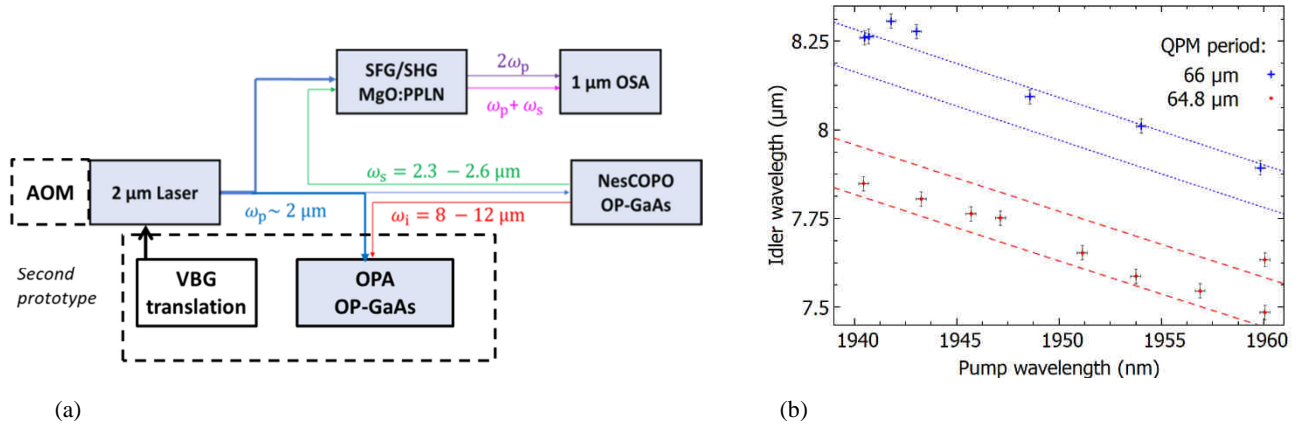 SFG/SHG
MgO:PPLN
2ωₚ
ωₚ+ ωₛ
1 μm OSA
AOM
2 μm Laser
ωₛ = 2.3 − 2.6 μm
ωₚ~ 2 μm
ωᵢ = 8 − 12 μm
NesCOPO
OP-GaAs
Second
prototype
VBG
translation
OPA
OP-GaAs
(a)
8.25
8
7.75
7.5
Idler wavelegth (μm)
QPM period:
66 μm
64.8 μm
1940
1945
1950
1955
1960
Pump wavelength (nm)
(b)